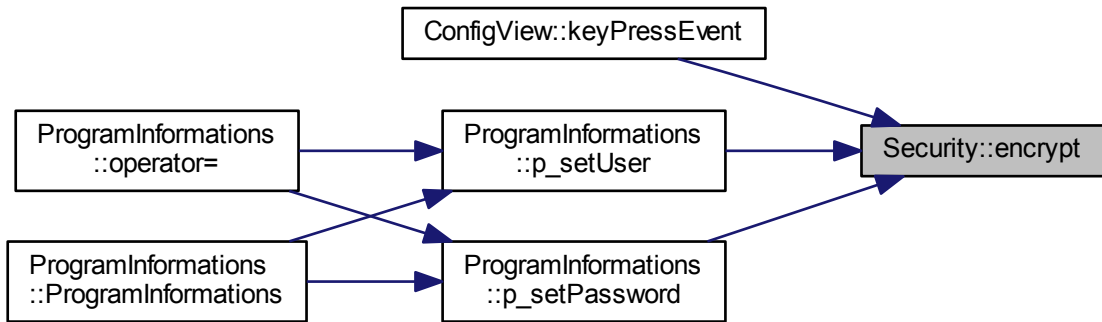 ConfigView::keyPressEvent
ProgramInformations
::operator=
ProgramInformations
::p_setUser
Security::encrypt
ProgramInformations
::ProgramInformations
ProgramInformations
::p_setPassword